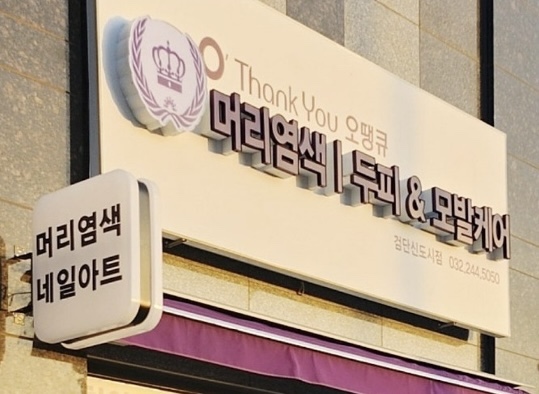 O' Thank You 오땡큐
머리염색 | 두피 & 모발케어
검단신도시점 032.244.5050
머리염색
네일아트